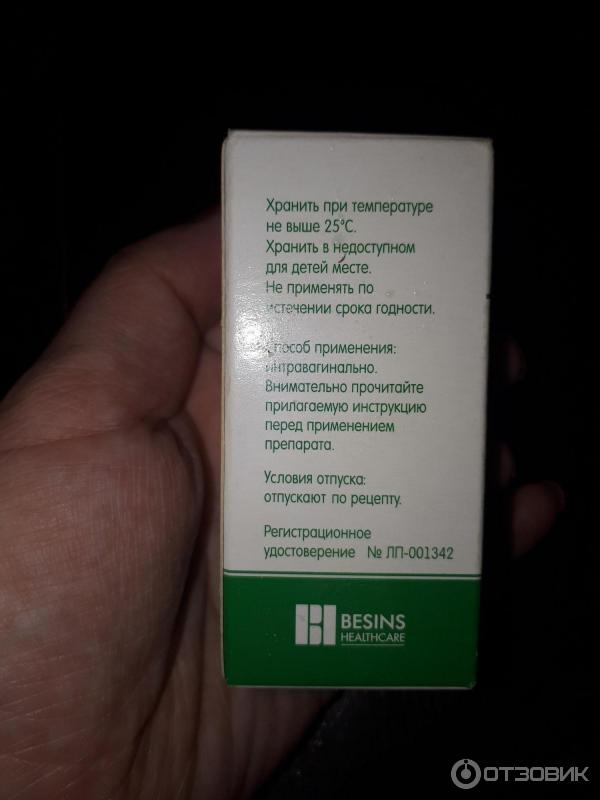 Хранить при температуре
не выше 25°С.
Хранить в недоступном
для детей месте.
Не применять по
истечении срока годности.
Способ применения:
интравагинально.
Внимательно прочитайте
прилагаемую инструкцию
перед применением
препарата.
Условия отпуска:
отпускают по рецепту.
Регистрационное
удостоверение № ЛП-001342
BESINS
HEALTHCARE
ОТЗОВИК